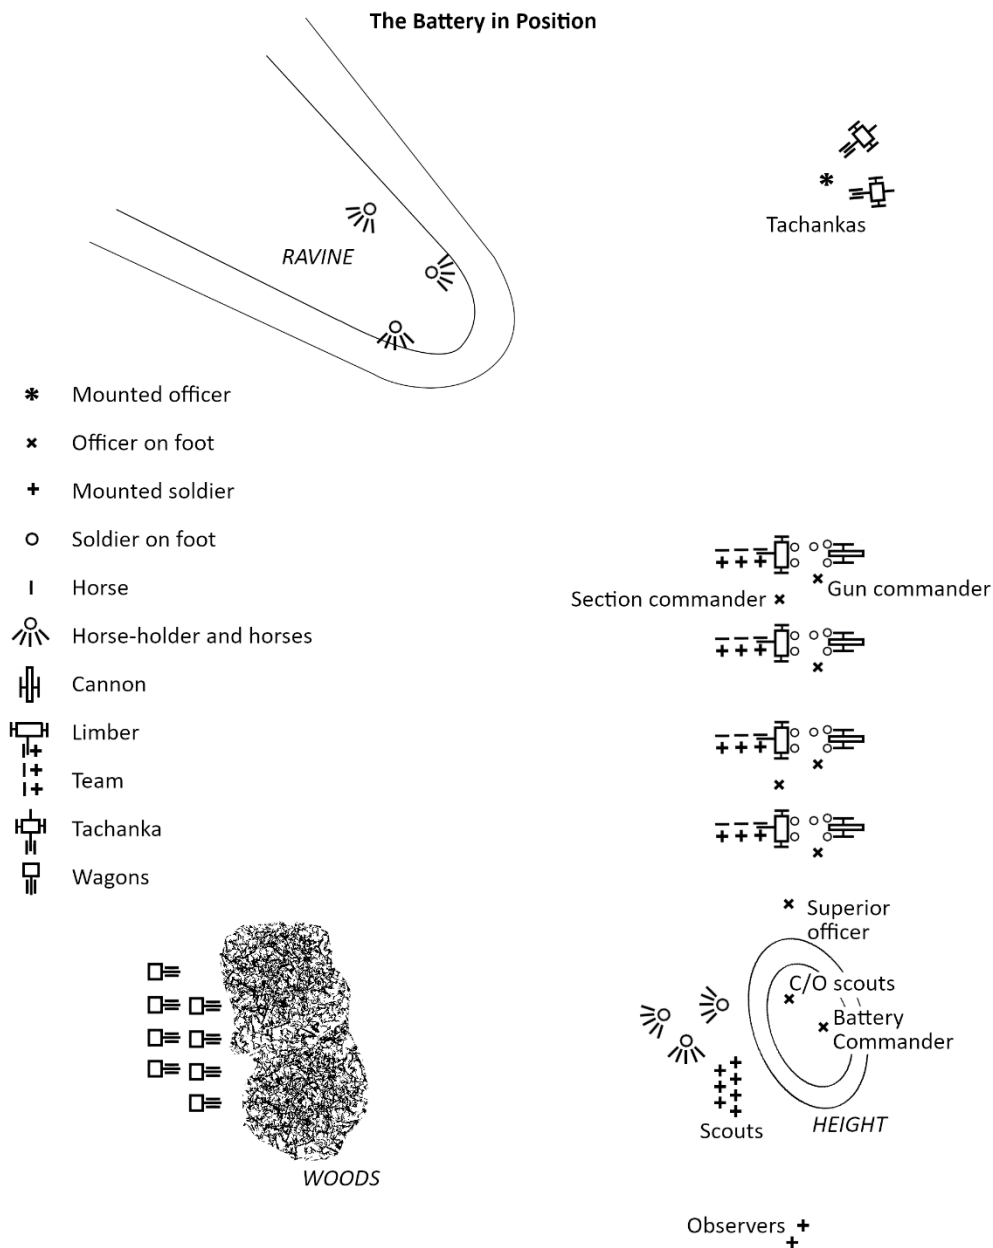 The Battery in Position
Tachankas
RAVINE
Mounted officer
Officer on foot
Mounted soldier
Soldier on foot
Horse
Horse-holder and horses
Cannon
Limber
Team
Tachanka
Wagons
Gun commander
Section commander
Superior
officer
C/O scouts
Battery
Commander
HEIGHT
Scouts
WOODS
Observers